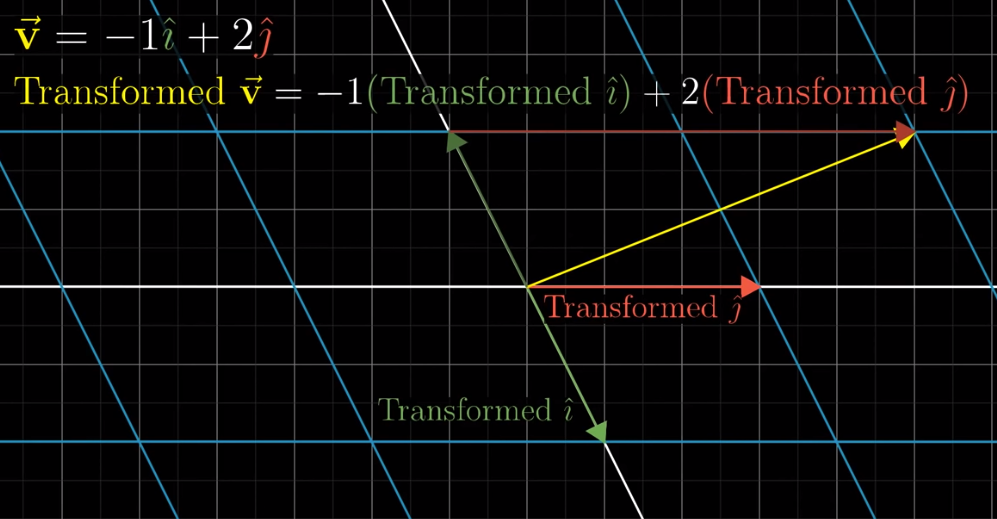 v⃗ = −1î + 2ĵ
Transformed v⃗ = −1(Transformed î) + 2(Transformed ĵ)
Transformed ĵ
Transformed î